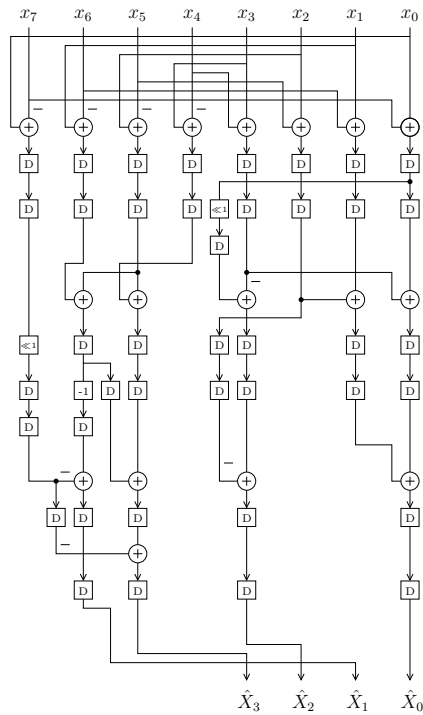 x₇ x₆ x₅ x₄ x₃ x₂ x₁ x₀
− − − −
+ + + + + + + +
D D D D D D D D
D D D D ≪1 D D D D
D
−
+ + + + +
≪1 D D D D D D
D -1 D D D D D D
D D
− −
+ + + +
D D D D D
−
+
D D D D
X̂₃ X̂₂ X̂₁ X̂₀